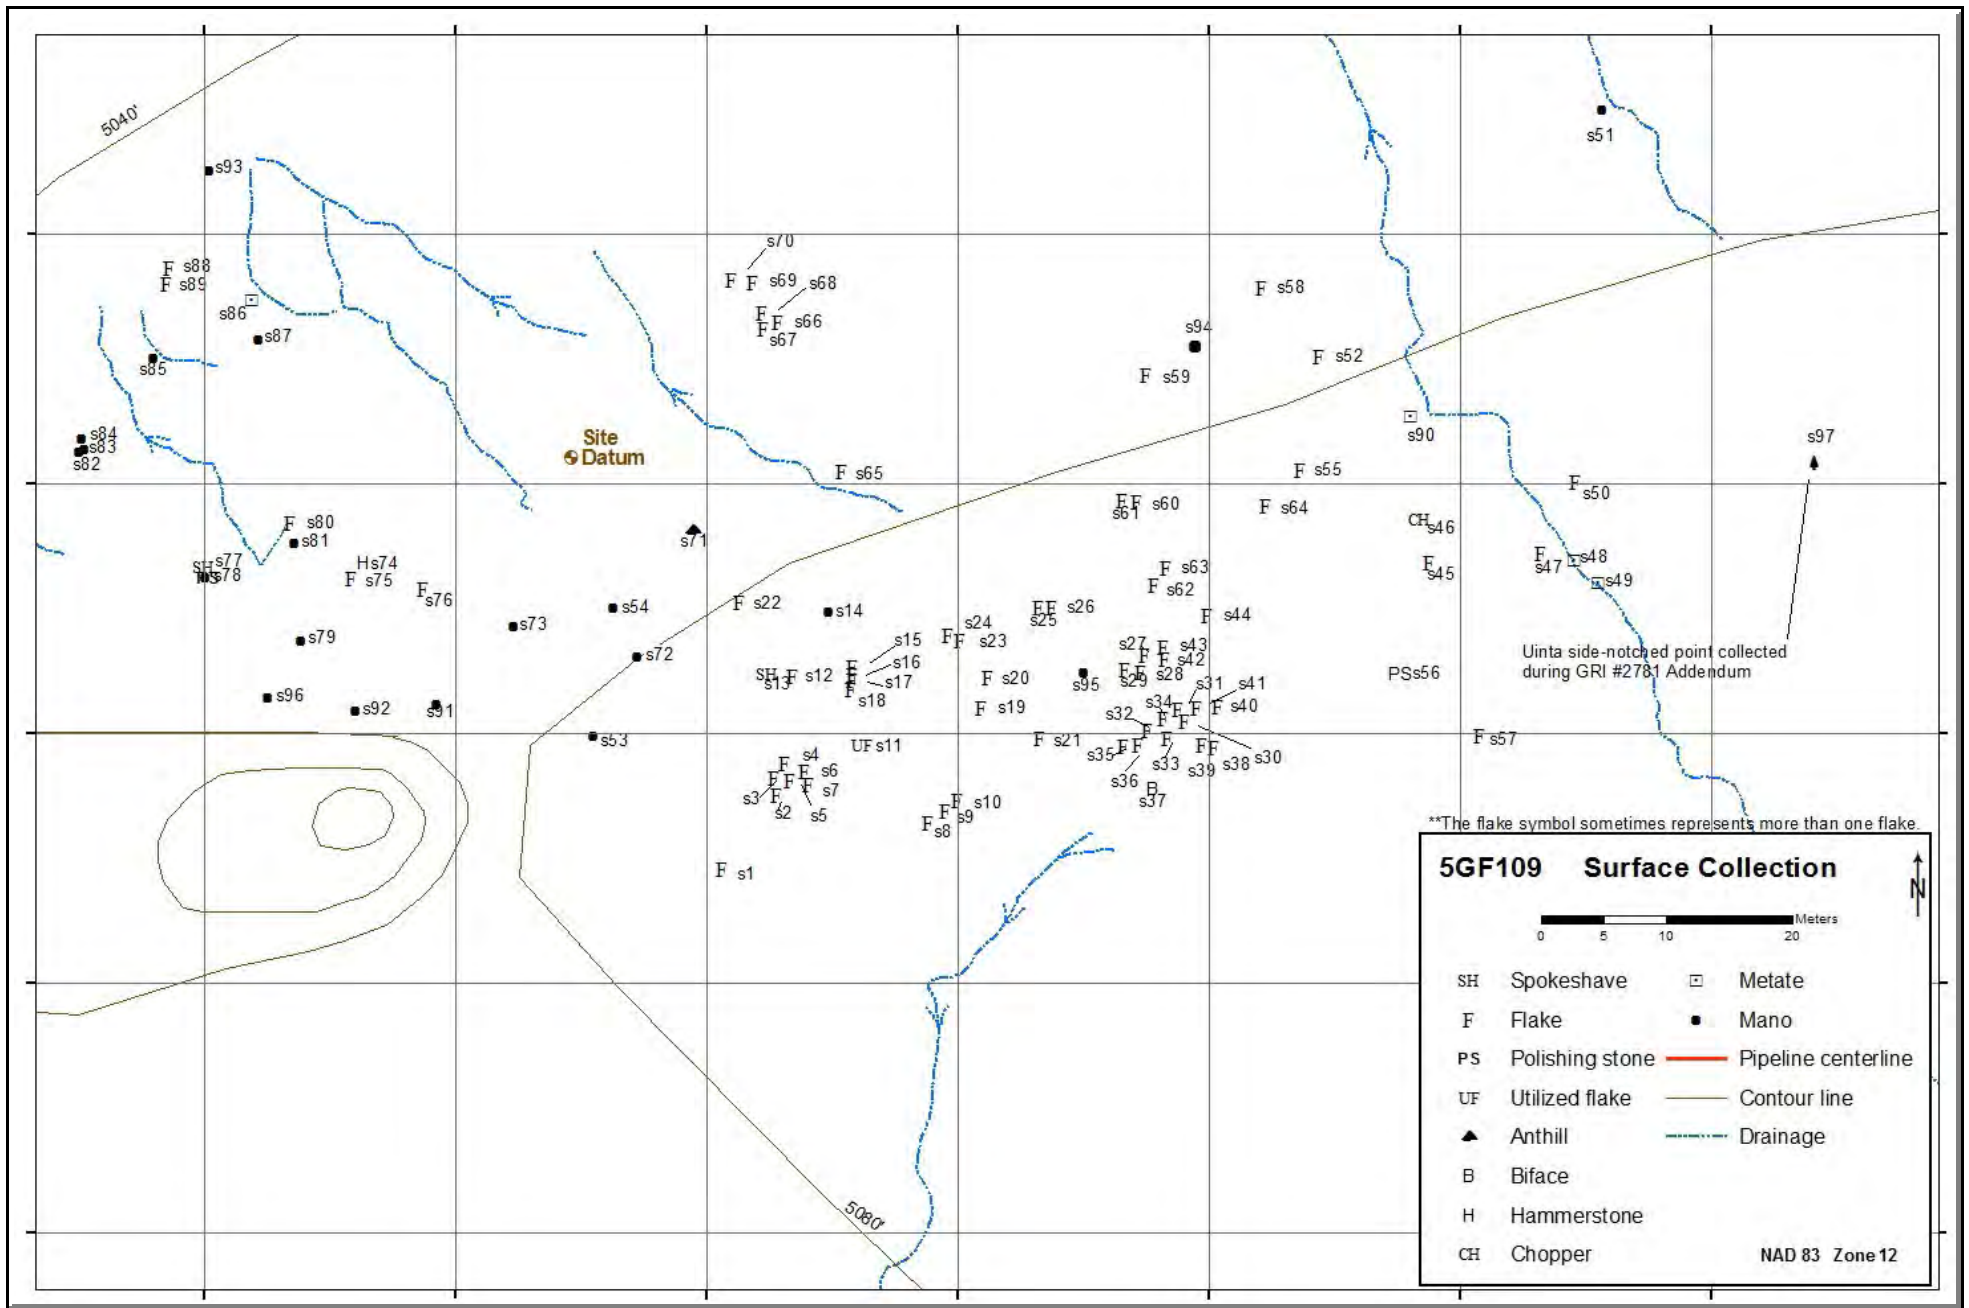 5040'
s93
s51
s70
s88
s89
s69
s68
s86
s66
s67
s87
s85
s58
s94
s52
s59
s90
s97
s84
s83
s82
Site
Datum
s65
s55
s50
s60
s61
s64
CH s46
s80
s81
s71
s77
SH
s78
H s74
F s75
F s76
F s63
F s62
F s45
F s47
s48
s49
F s22
s14
s54
s73
s79
s72
F F s26
s25
s24
s23
F s44
s15
s16
s17
s18
SH F s12
s13
F s20
F s19
s95
s27
s43
s42
s28
s29
s31
s41
s40
s34
s32
PS s56
Uinta side-notched point collected
during GRI #2781 Addendum
s96
s92
s91
s53
UF s11
F s21
s35
s36
s33
s39
s38
s30
B
s37
F s57
s4
s6
s7
s3
s2
s5
F s10
F s9
F s8
F s1
**The flake symbol sometimes represents more than one flake.
5GF109 Surface Collection
N
Meters
0 5 10 20
SH Spokeshave
Metate
F Flake
Mano
PS Polishing stone
Pipeline centerline
UF Utilized flake
Contour line
Anthill
Drainage
B Biface
H Hammerstone
CH Chopper
NAD 83 Zone 12
5080'